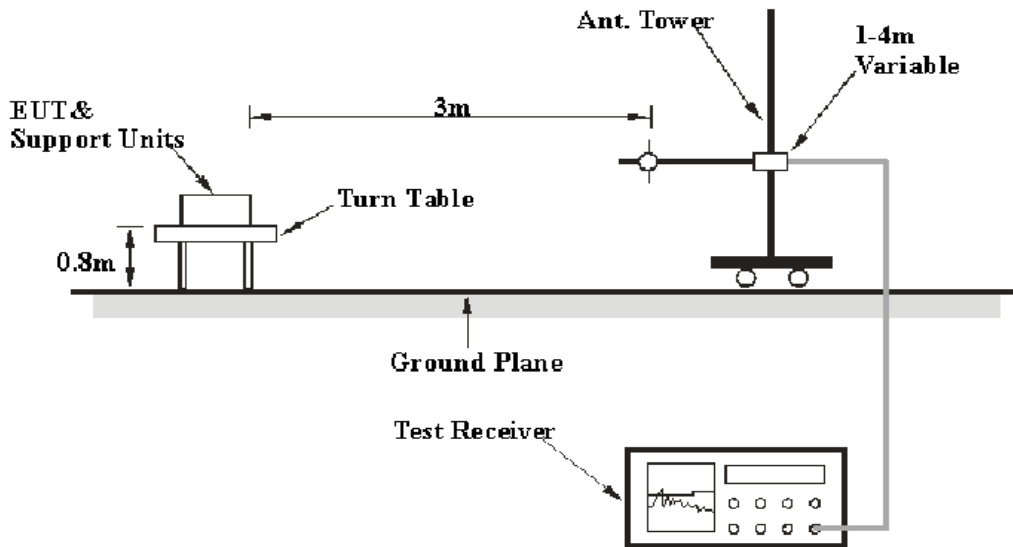 Ant. Tower
1-4m
Variable
EUT&
Support Units
3m
Turn Table
0.8m
Ground Plane
Test Receiver